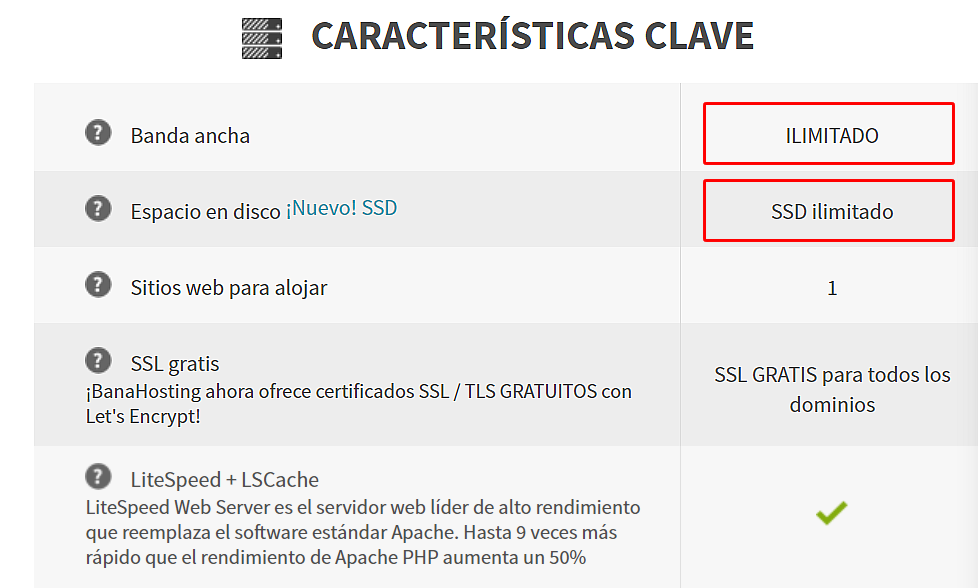 CARACTERÍSTICAS CLAVE
? Banda ancha
ILIMITADO
? Espacio en disco ¡Nuevo! SSD
SSD ilimitado
? Sitios web para alojar
1
? SSL gratis
¡BanaHosting ahora ofrece certificados SSL / TLS GRATUITOS con
Let's Encrypt!
SSL GRATIS para todos los
dominios
? LiteSpeed + LSCache
LiteSpeed Web Server es el servidor web líder de alto rendimiento
que reemplaza el software estándar Apache. Hasta 9 veces más
rápido que el rendimiento de Apache PHP aumenta un 50%